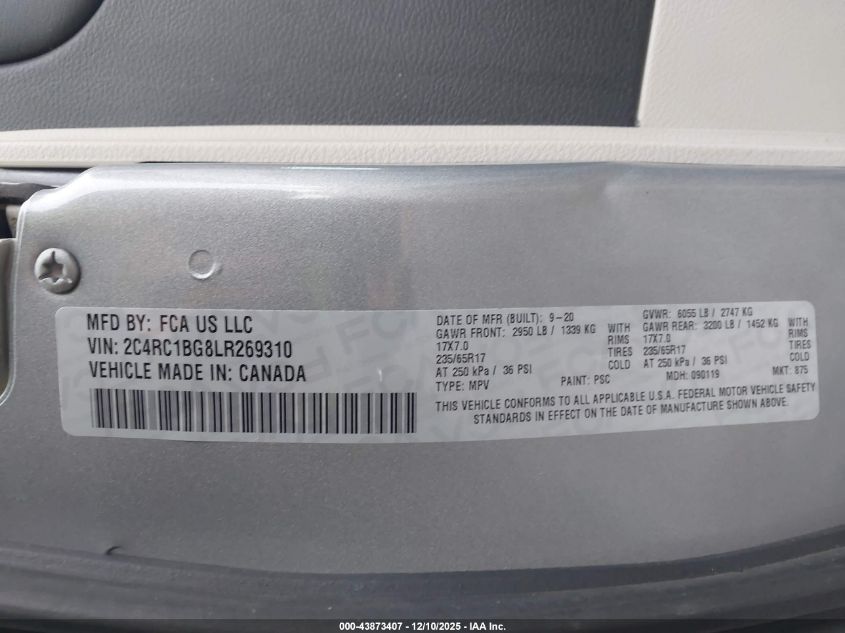 MFD BY: FCA US LLC
VIN: 2C4RC1BG8LR269310
VEHICLE MADE IN: CANADA
DATE OF MFR (BUILT): 9-20
GAWR FRONT: 2950 LB / 1339 KG WITH
17X7.0 RIMS
235/65R17 TIRES
AT 250 kPa / 36 PSI COLD
TYPE: MPV
GVWR: 6055 LB / 2747 KG
GAWR REAR: 3200 LB / 1452 KG WITH
17X7.0 RIMS
235/65R17 TIRES
AT 250 kPa / 36 PSI COLD
PAINT: PSC MDH: 090119 MKT: 875
THIS VEHICLE CONFORMS TO ALL APPLICABLE U.S.A. FEDERAL MOTOR VEHICLE SAFETY
STANDARDS IN EFFECT ON THE DATE OF MANUFACTURE SHOWN ABOVE.
000-43873407 - 12/10/2025 - IAA Inc.